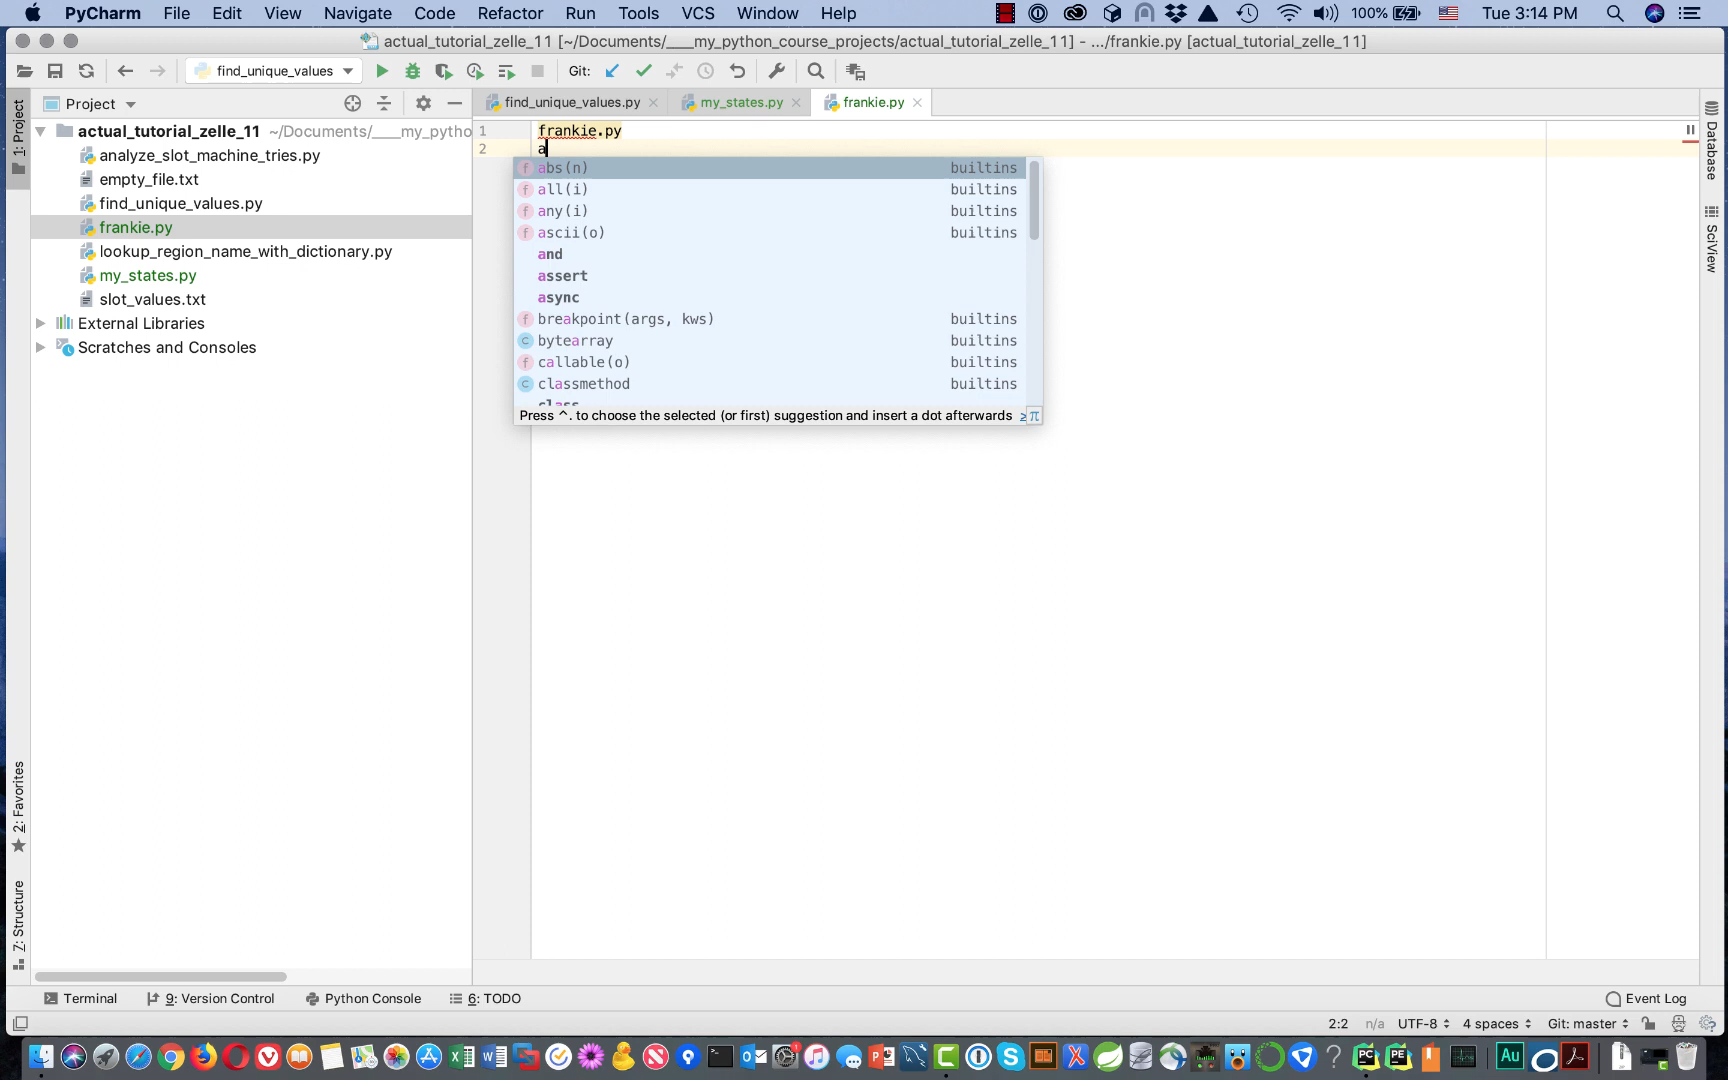 PyCharm File Edit View Navigate Code Refactor Run Tools VCS Window Help 100% Tue 3:14 PM
actual_tutorial_zelle_11 [~/Documents/___my_python_course_projects/actual_tutorial_zelle_11] - .../frankie.py [actual_tutorial_zelle_11]
find_unique_values Git:
Project
find_unique_values.py my_states.py frankie.py
1: Project
actual_tutorial_zelle_11 ~/Documents/___my_pytho
analyze_slot_machine_tries.py
empty_file.txt
find_unique_values.py
frankie.py
lookup_region_name_with_dictionary.py
my_states.py
slot_values.txt
External Libraries
Scratches and Consoles
1 frankie.py
2 a
abs(n) builtins
all(i) builtins
any(i) builtins
ascii(o) builtins
and
assert
async
breakpoint(args, kws) builtins
bytearray builtins
callable(o) builtins
classmethod builtins
class
Press ^. to choose the selected (or first) suggestion and insert a dot afterwards ≥ π
Database
SciView
2: Favorites
7: Structure
Terminal 9: Version Control Python Console 6: TODO Event Log
2:2 n/a UTF-8 4 spaces Git: master